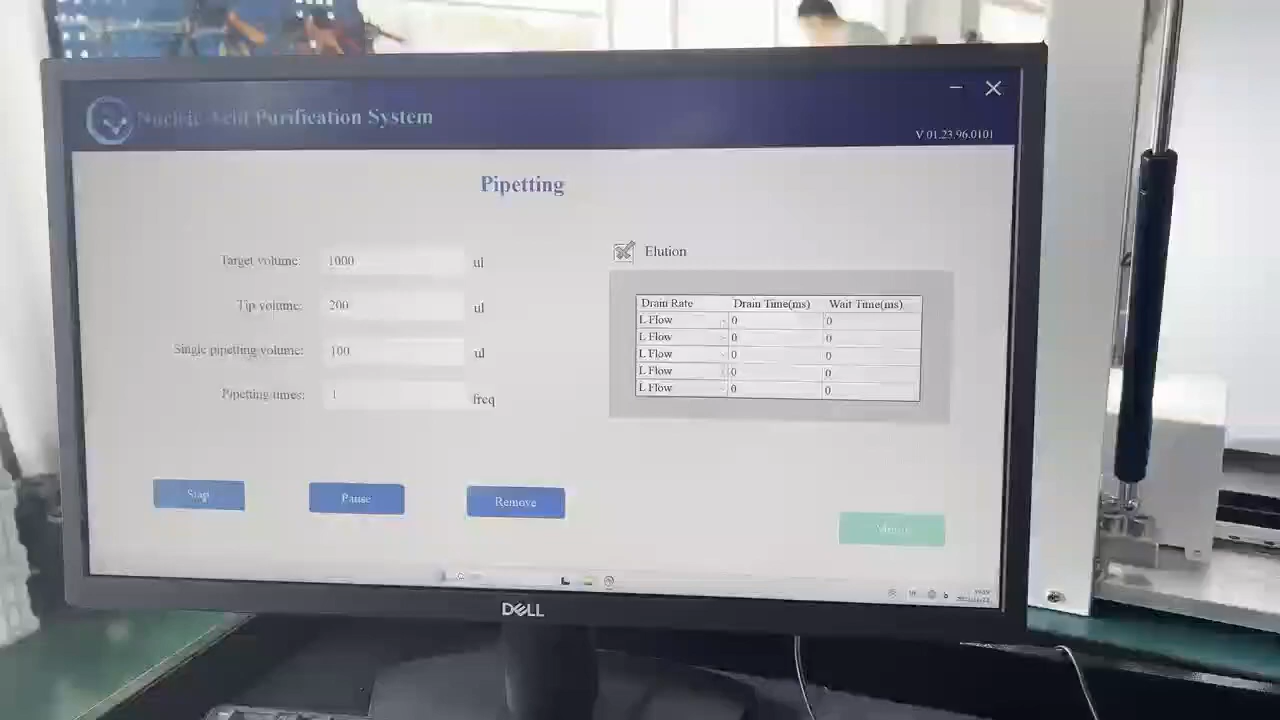 Nucleic Acid Purification System
V 01.23.96.0101
Pipetting
Target volume: 1000 ul
Tip volume: 200 ul
Single pipetting volume: 100 ul
Pipetting times: 1 freq
Elution
Drain Rate Drain Time(ms) Wait Time(ms)
L Flow 0 0
L Flow 0 0
L Flow 0 0
L Flow 0 0
L Flow 0 0
Pause Remove
DELL